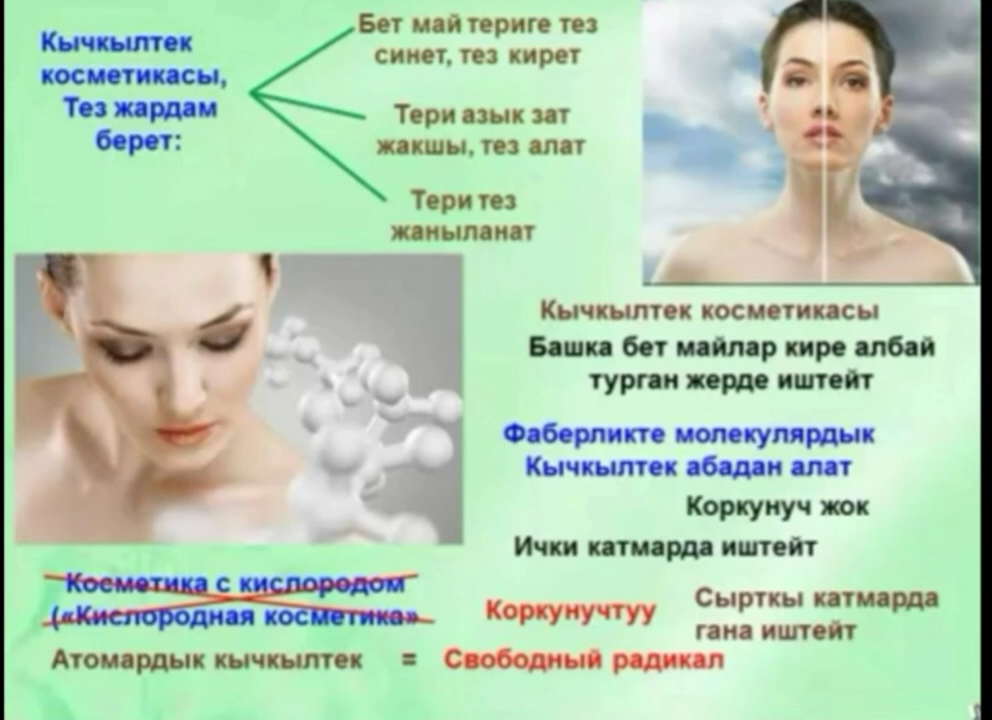 Кычкылтек
косметикасы,
Тез жардам
берет:
Бет май териге тез
синет, тез кирет
Тери азык зат
жакшы, тез алат
Тери тез
жаныланат
Кычкылтек косметикасы
Башка бет майлар кире албай
турган жерде иштейт
Фаберликте молекулярдык
Кычкылтек абадан алат
Коркунуч жок
Ички катмарда иштейт
Косметика с кислородом
(«Кислородная косметика»
Коркунучтуу
Сырткы катмарда
гана иштейт
Атомардык кычкылтек = Свободный радикал